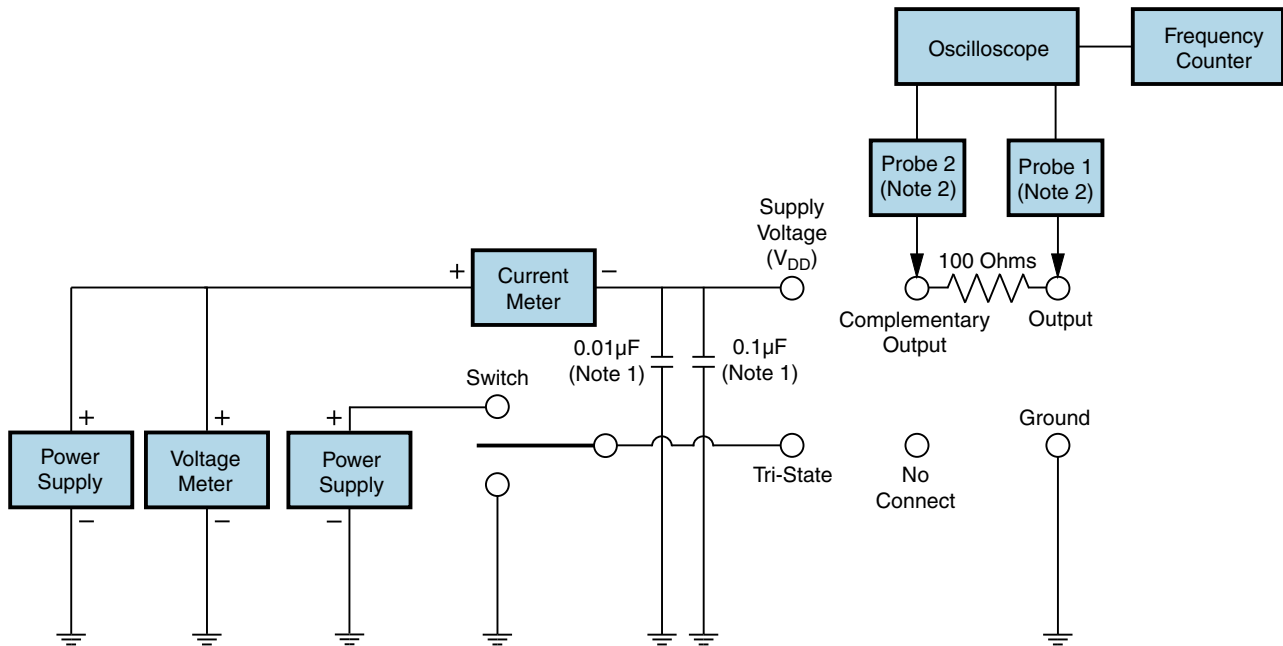 Oscilloscope
Frequency
Counter
Probe 2
(Note 2)
Probe 1
(Note 2)
Supply
Voltage
(VDD)
100 Ohms
+
Current
Meter
−
Complementary
Output
Output
0.01µF
(Note 1)
0.1µF
(Note 1)
Switch
+
Power
Supply
−
+
Voltage
Meter
−
+
Power
Supply
−
Tri-State
No
Connect
Ground